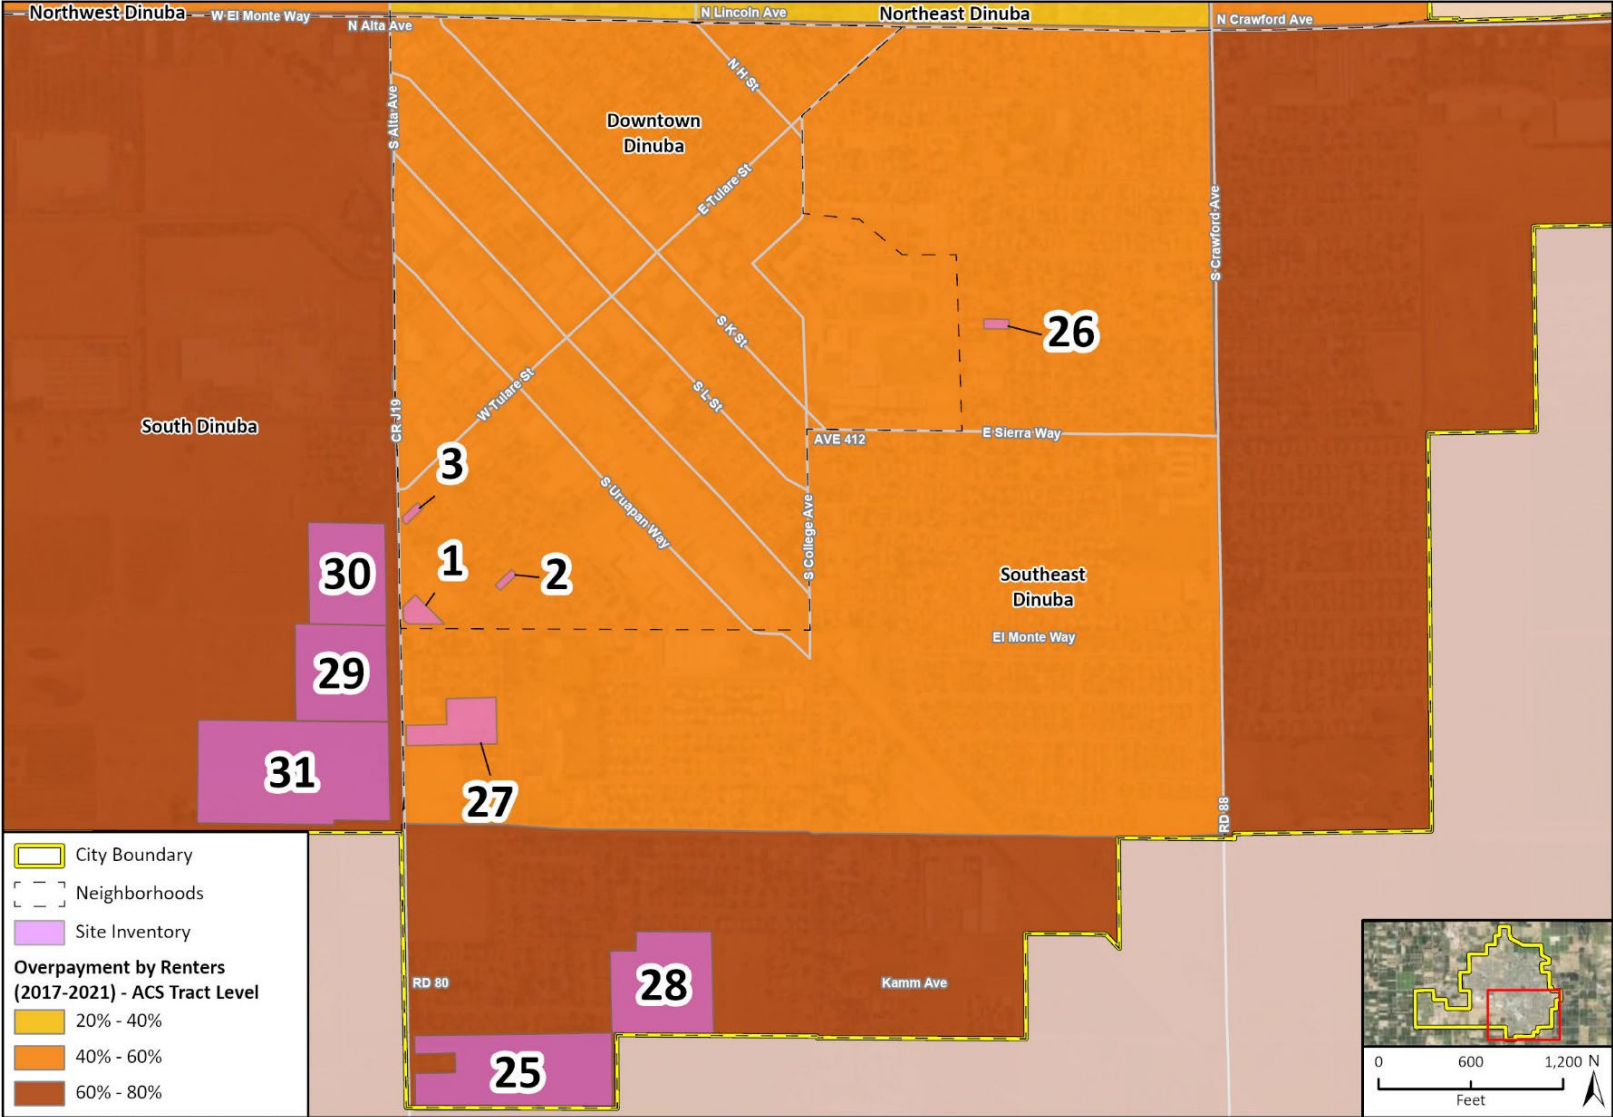 Northwest Dinuba
W El Monte Way
N Alta Ave
N Lincoln Ave
Northeast Dinuba
N Crawford Ave
N H St
S Alta Ave
Downtown
Dinuba
E Tulare St
S Crawford Ave
S K St
26
W Tulare St
S L St
CR J19
South Dinuba
AVE 412
E Sierra Way
3
S Uruapan Way
S College Ave
30
1
2
Southeast
Dinuba
El Monte Way
29
31
27
RD 88
28
RD 80
Kamm Ave
25
City Boundary
Neighborhoods
Site Inventory
Overpayment by Renters
(2017-2021) - ACS Tract Level
20% - 40%
40% - 60%
60% - 80%
0 600 1,200 N
Feet